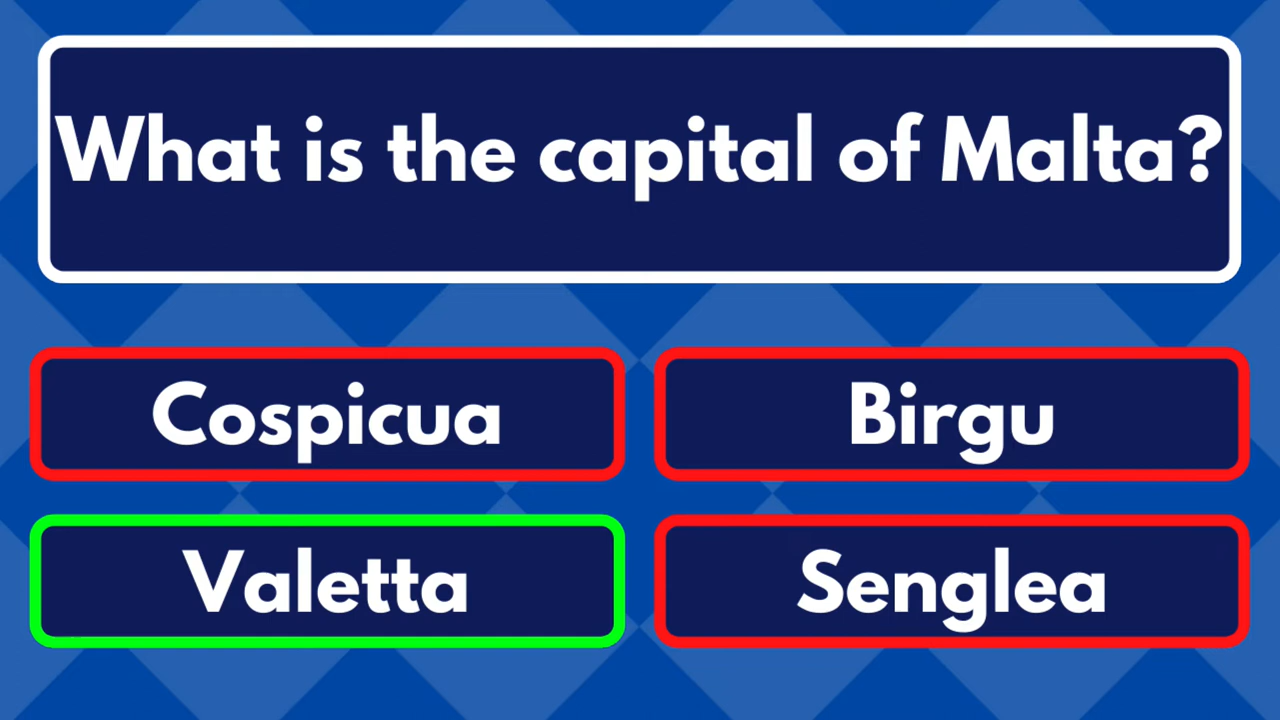 What is the capital of Malta?
Cospicua
Birgu
Valetta
Senglea